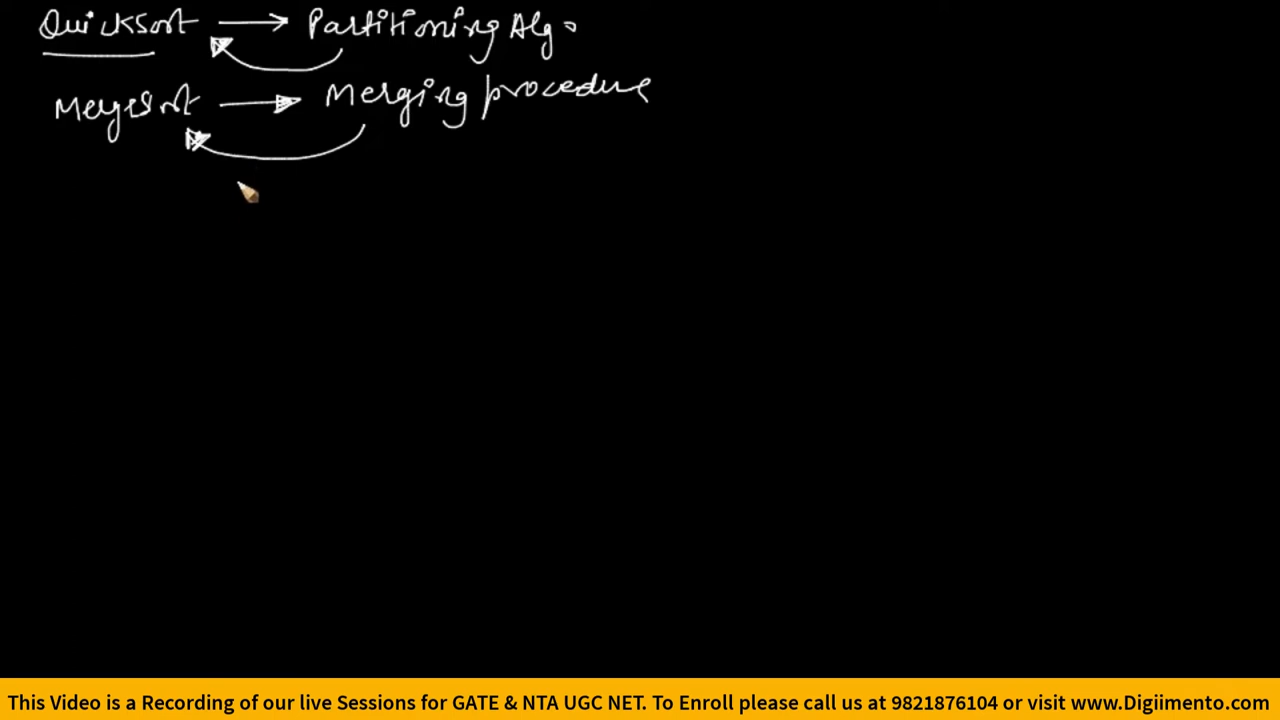 QuickSort → Partitioning Alg.
MergeSort → Merging procedure
This Video is a Recording of our live Sessions for GATE & NTA UGC NET. To Enroll please call us at 9821876104 or visit www.Digiimento.com